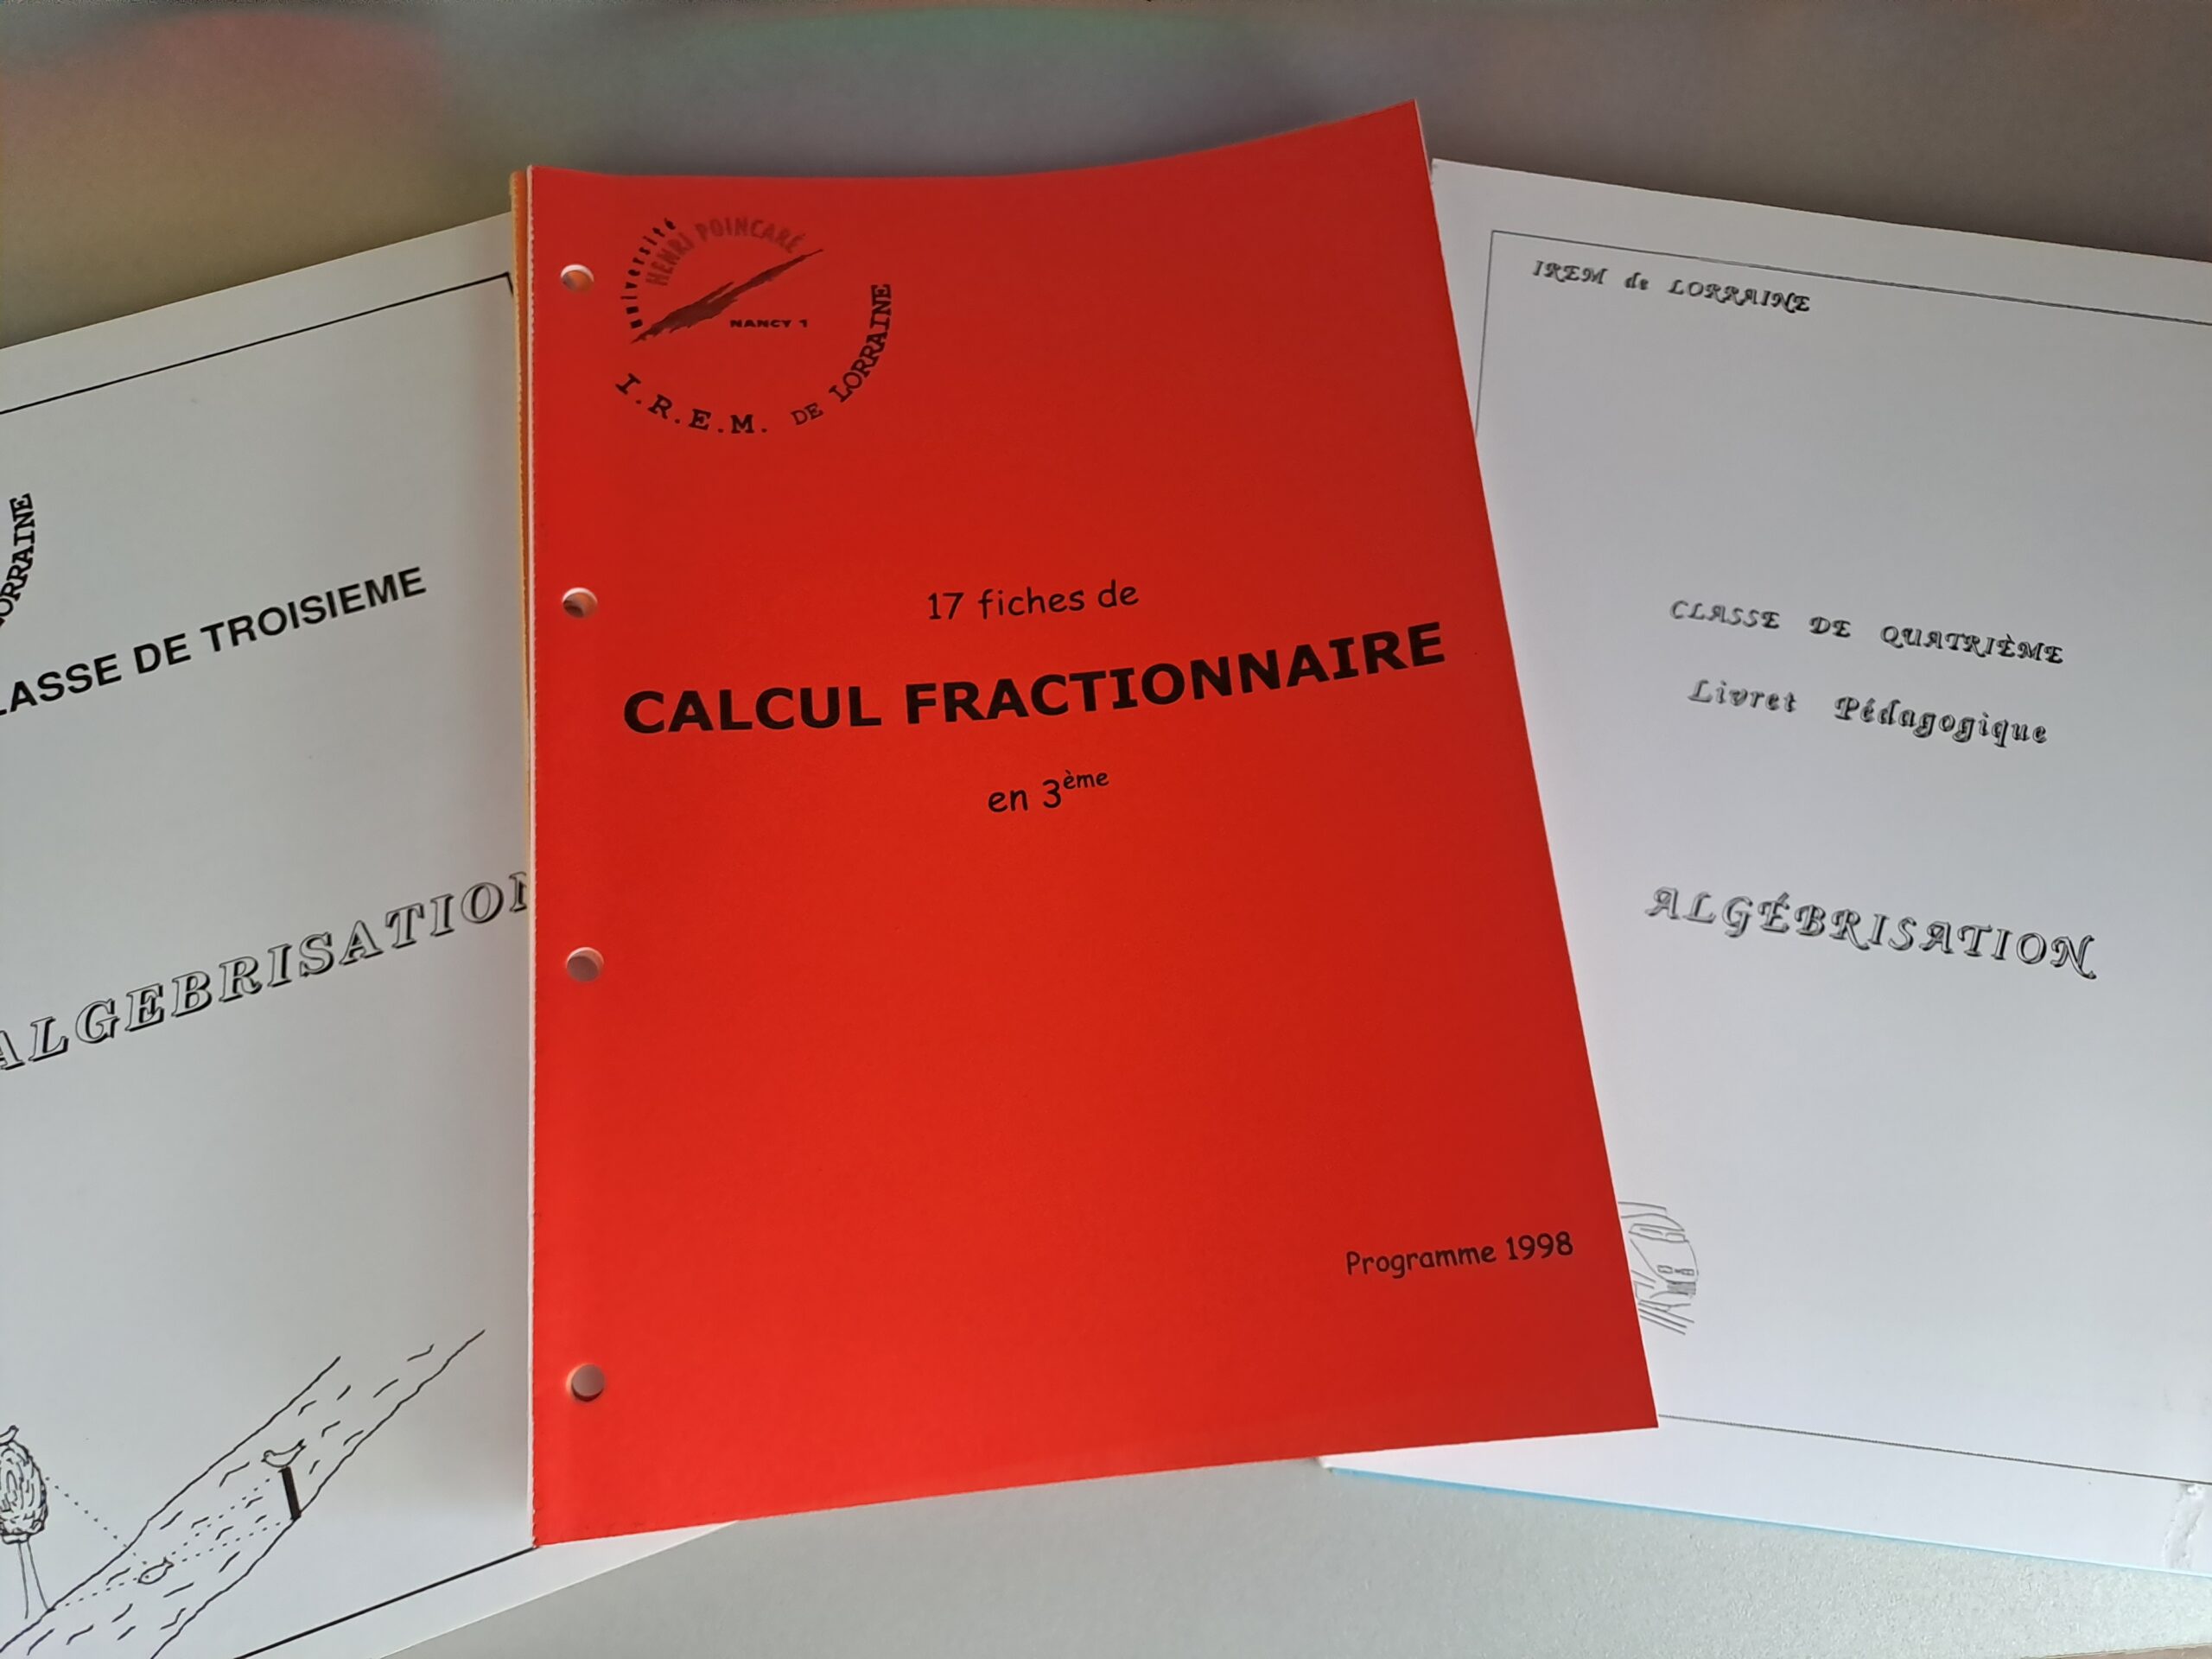 LORRAINE
CLASSE DE TROISIEME
ALGEBRISATION
université
HENRI POINCARÉ
NANCY 1
I.R.E.M. DE LORRAINE
17 fiches de
CALCUL FRACTIONNAIRE
en 3ème
Programme 1998
IREM de LORRAINE
CLASSE DE QUATRIÈME
Livret Pédagogique
ALGÉBRISATION